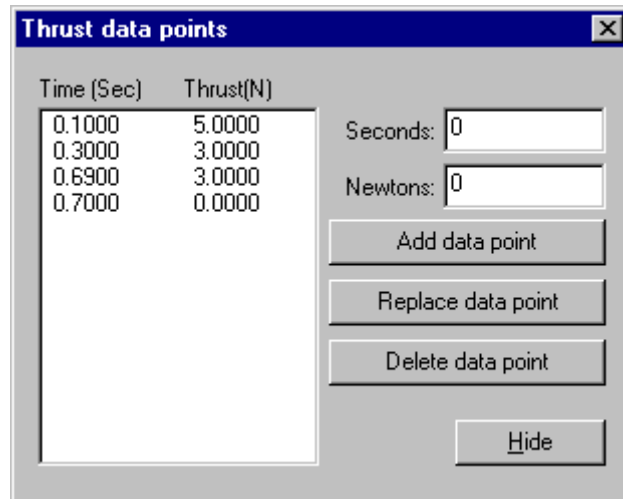 Thrust data points
Time (Sec) Thrust(N)
0.1000 5.0000
0.3000 3.0000
0.6900 3.0000
0.7000 0.0000
Seconds: 0
Newtons: 0
Add data point
Replace data point
Delete data point
Hide